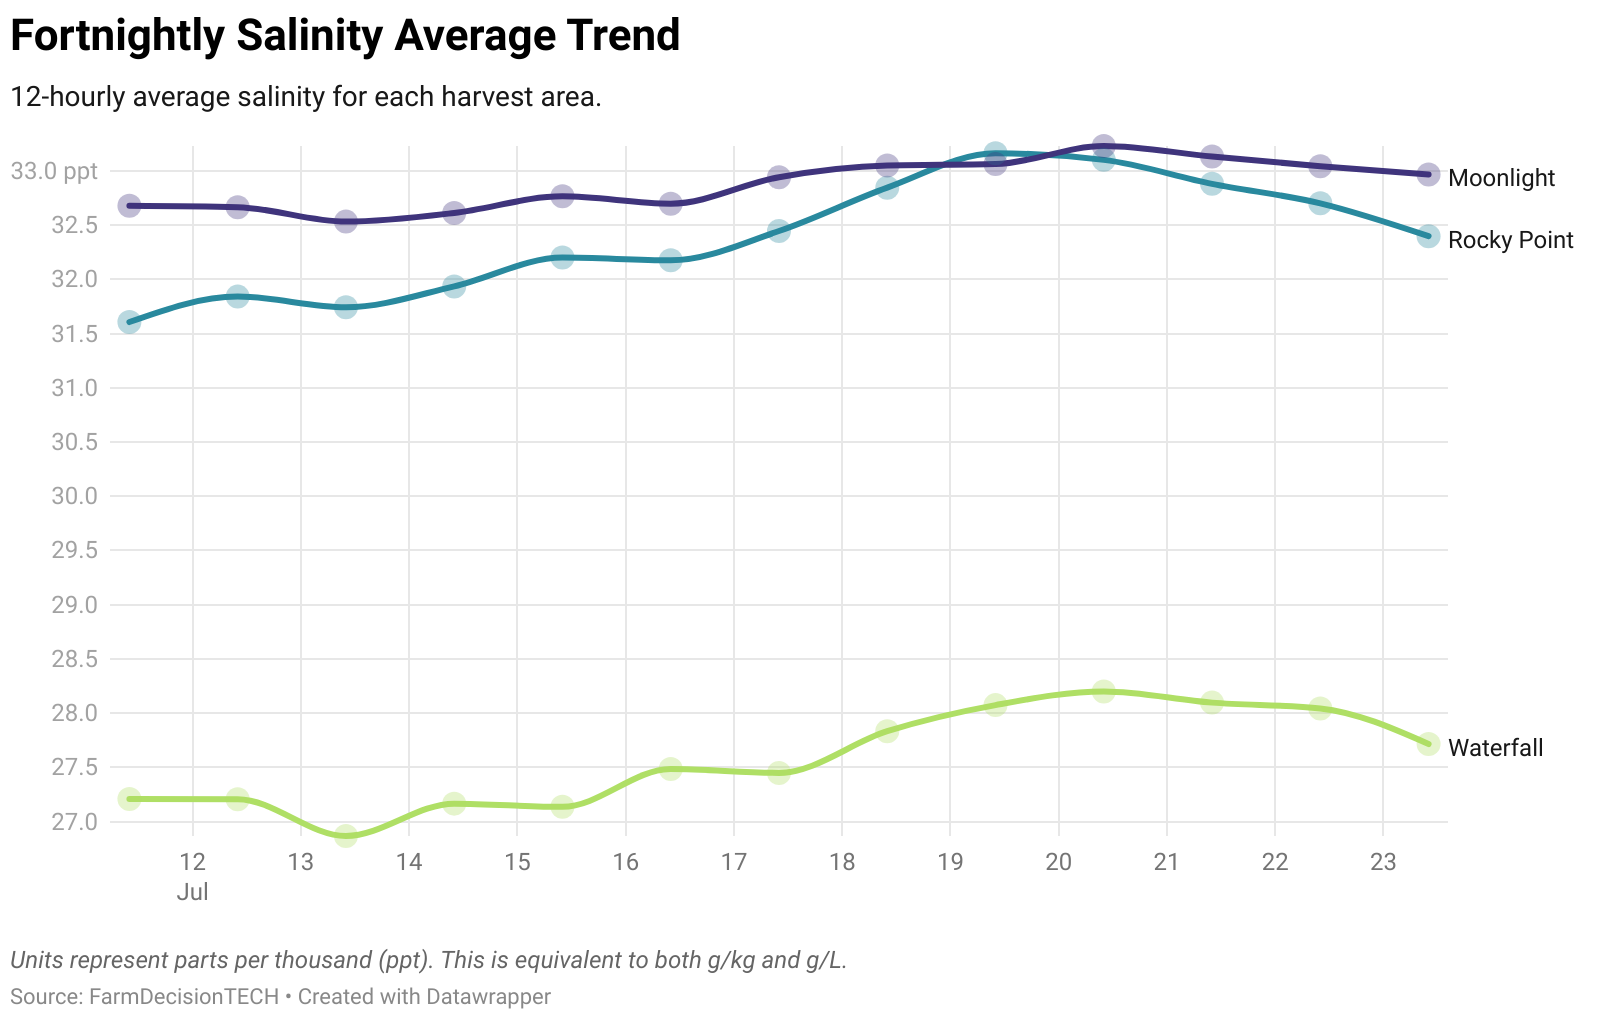 Fortnightly Salinity Average Trend
12-hourly average salinity for each harvest area.
33.0 ppt
32.5
32.0
31.5
31.0
30.5
30.0
29.5
29.0
28.5
28.0
27.5
27.0
Moonlight
Rocky Point
Waterfall
12 13 14 15 16 17 18 19 20 21 22 23
Jul
Units represent parts per thousand (ppt). This is equivalent to both g/kg and g/L.
Source: FarmDecisionTECH • Created with Datawrapper